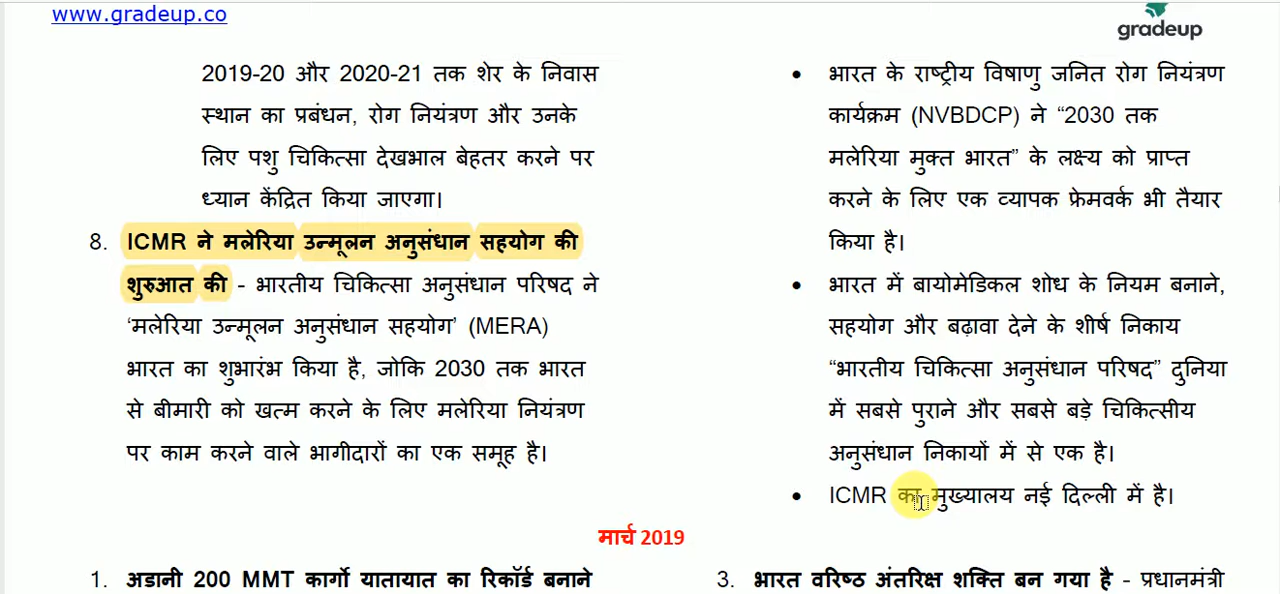 www.gradeup.co
gradeup
2019-20 और 2020-21 तक शेर के निवास
स्थान का प्रबंधन, रोग नियंत्रण और उनके
लिए पशु चिकित्सा देखभाल बेहतर करने पर
ध्यान केंद्रित किया जाएगा।
8. ICMR ने मलेरिया उन्मूलन अनुसंधान सहयोग की
शुरुआत की - भारतीय चिकित्सा अनुसंधान परिषद ने
‘मलेरिया उन्मूलन अनुसंधान सहयोग’ (MERA)
भारत का शुभारंभ किया है, जोकि 2030 तक भारत
से बीमारी को खत्म करने के लिए मलेरिया नियंत्रण
पर काम करने वाले भागीदारों का एक समूह है।
• भारत के राष्ट्रीय विषाणु जनित रोग नियंत्रण
कार्यक्रम (NVBDCP) ने “2030 तक
मलेरिया मुक्त भारत” के लक्ष्य को प्राप्त
करने के लिए एक व्यापक फ्रेमवर्क भी तैयार
किया है।
• भारत में बायोमेडिकल शोध के नियम बनाने,
सहयोग और बढ़ावा देने के शीर्ष निकाय
“भारतीय चिकित्सा अनुसंधान परिषद” दुनिया
में सबसे पुराने और सबसे बड़े चिकित्सीय
अनुसंधान निकायों में से एक है।
• ICMR का मुख्यालय नई दिल्ली में है।
मार्च 2019
1. अडानी 200 MMT कार्गो यातायात का रिकॉर्ड बनाने
3. भारत वरिष्ठ अंतरिक्ष शक्ति बन गया है - प्रधानमंत्री